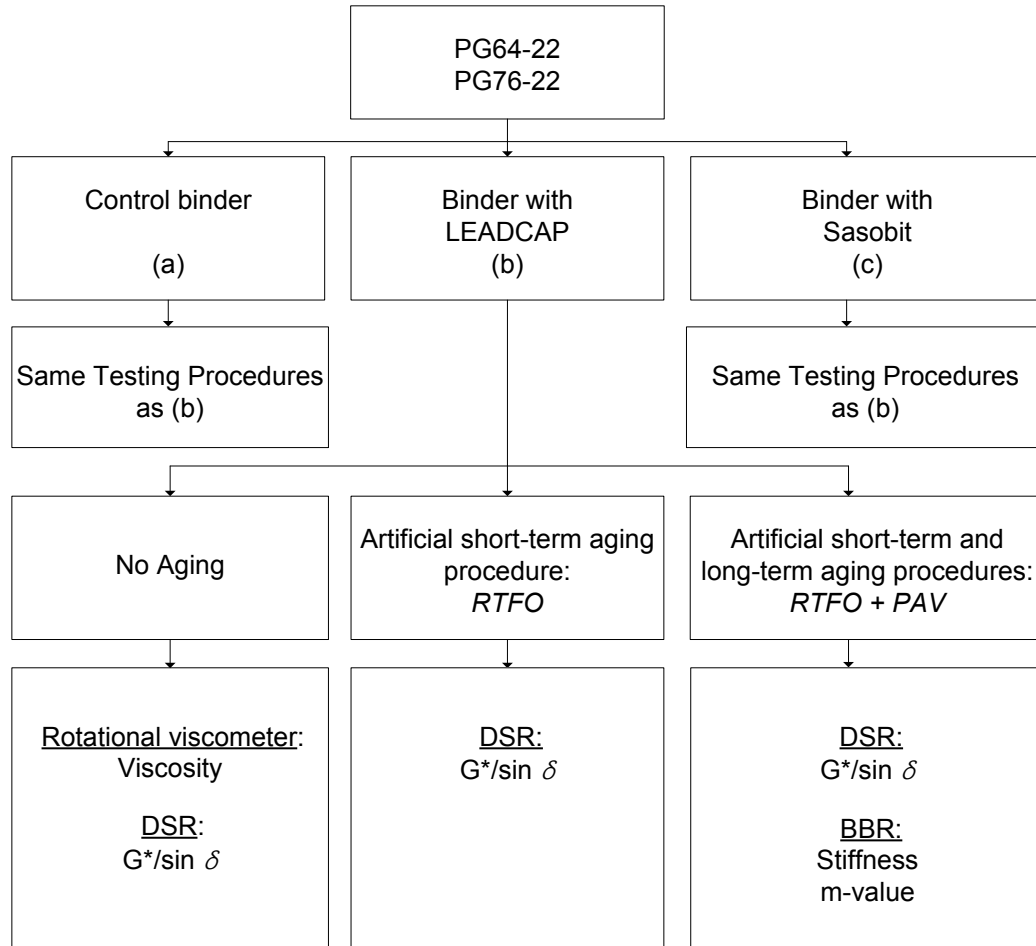 PG64-22
PG76-22
Control binder
(a)
Binder with
LEADCAP
(b)
Binder with
Sasobit
(c)
Same Testing Procedures
as (b)
Same Testing Procedures
as (b)
No Aging
Artificial short-term aging
procedure:
RTFO
Artificial short-term and
long-term aging procedures:
RTFO + PAV
Rotational viscometer:
Viscosity
DSR:
G*/sin δ
DSR:
G*/sin δ
DSR:
G*/sin δ
BBR:
Stiffness
m-value